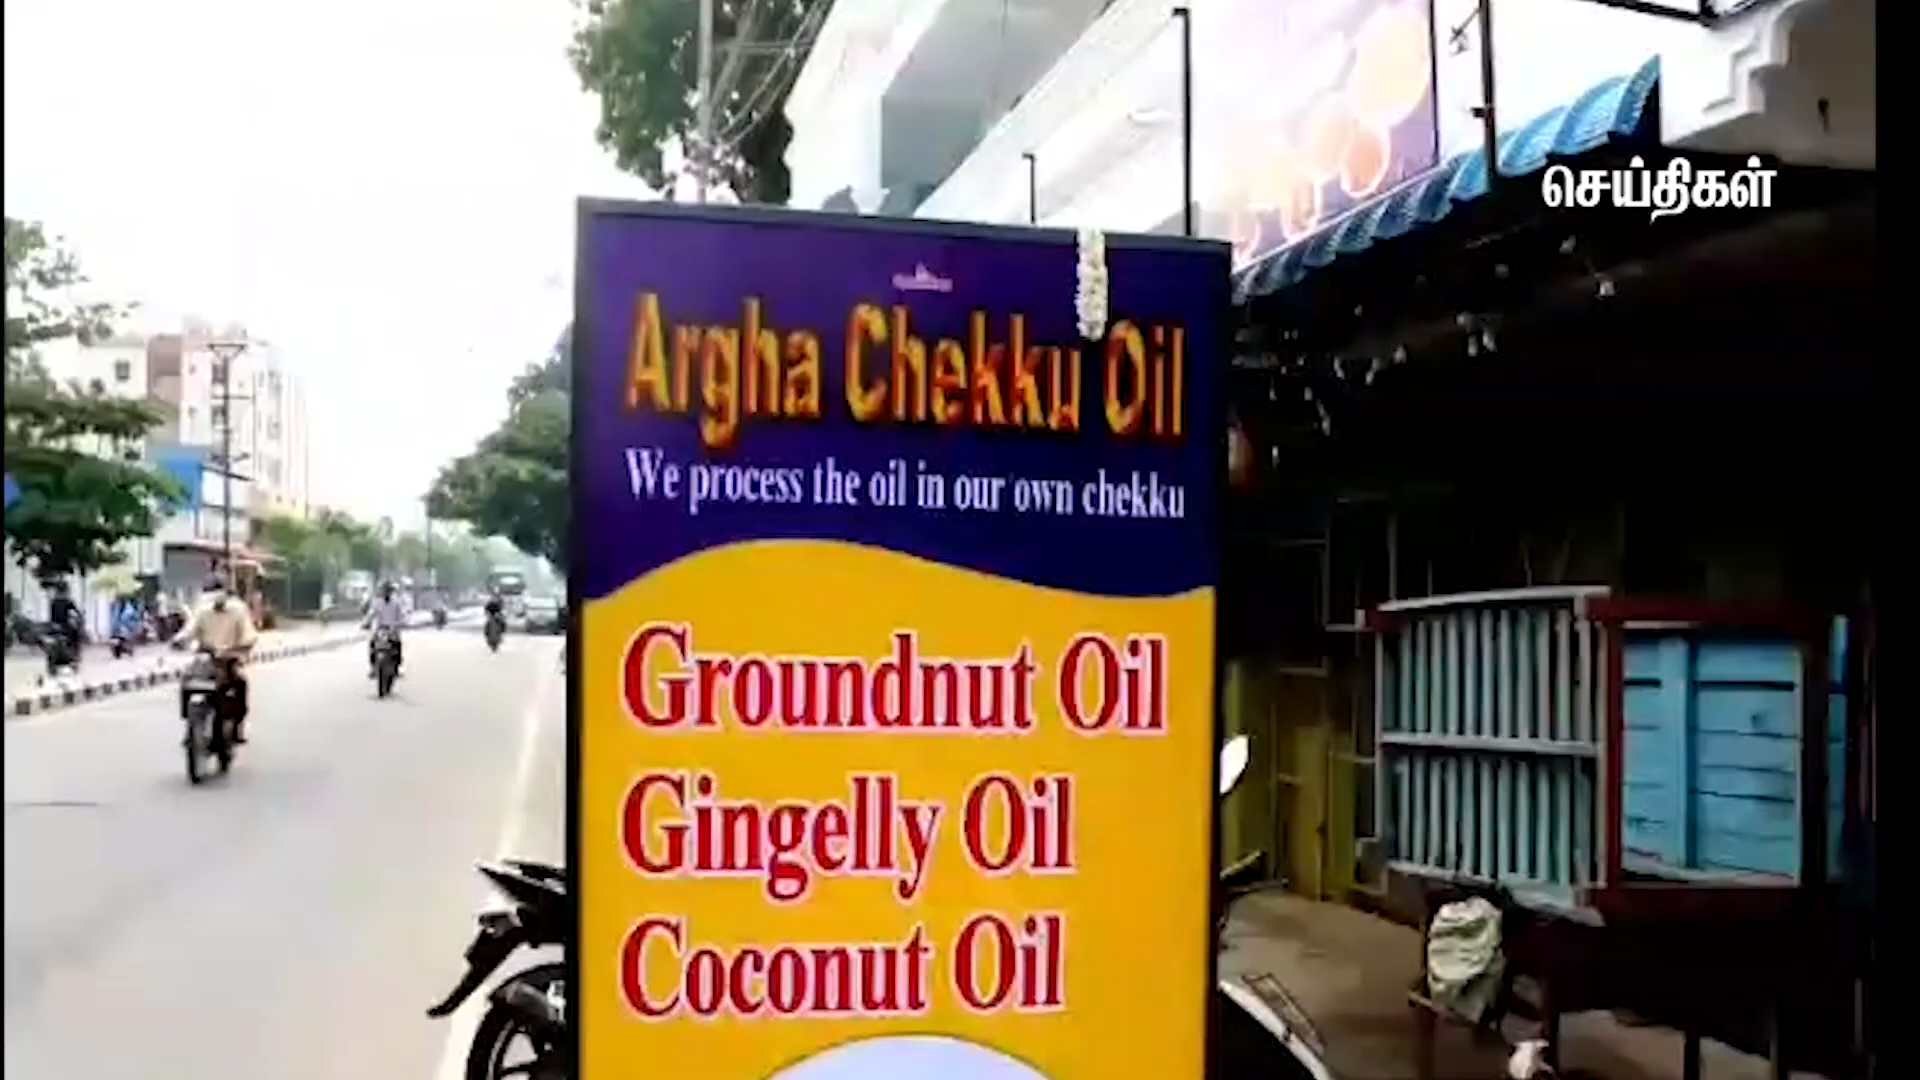 செய்திகள்
Argha Chekku Oil
We process the oil in our own chekku
Groundnut Oil
Gingelly Oil
Coconut Oil